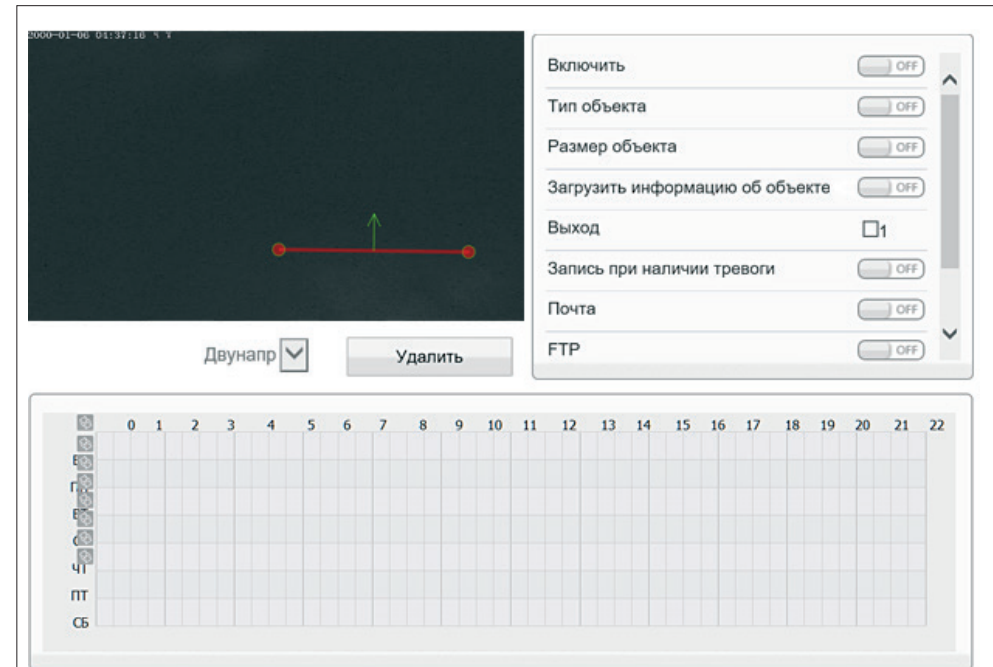 2000-01-06 04:37:16
Включить OFF
Тип объекта OFF
Размер объекта OFF
Загрузить информацию об объекте OFF
Выход 1
Запись при наличии тревоги OFF
Почта OFF
FTP OFF
Двунапр
Удалить
0 1 2 3 4 5 6 7 8 9 10 11 12 13 14 15 16 17 18 19 20 21 22
ЧТ
ПТ
СБ